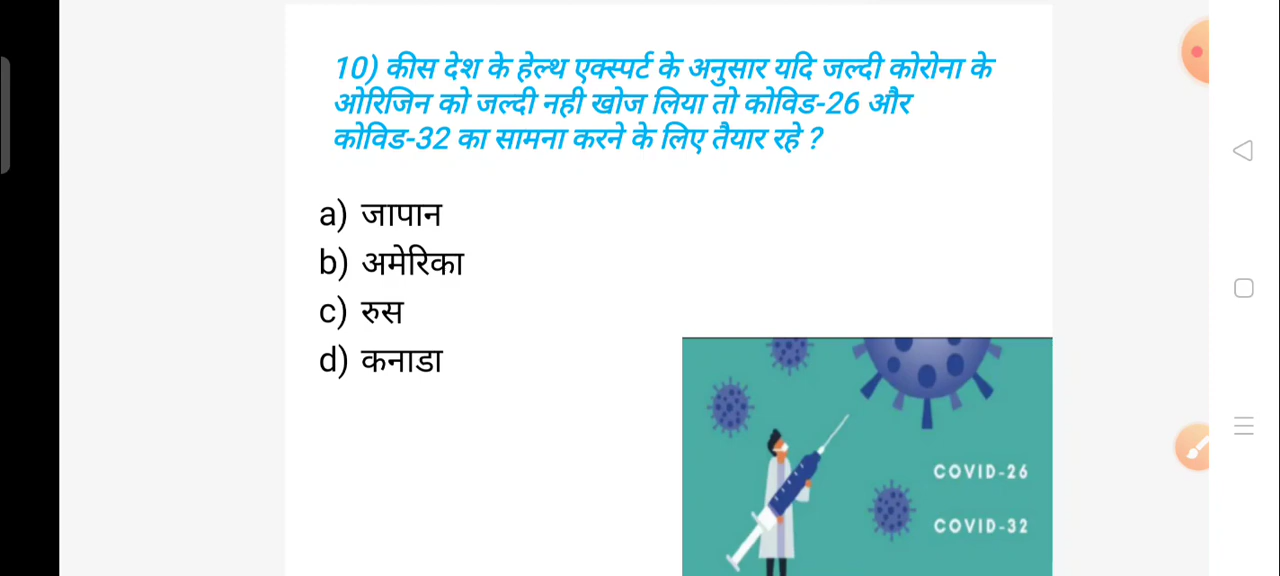 10) कीस देश के हेल्थ एक्स्पर्ट के अनुसार यदि जल्दी कोरोना के
ओरिजिन को जल्दी नही खोज लिया तो कोविड-26 और
कोविड-32 का सामना करने के लिए तैयार रहे ?
a) जापान
b) अमेरिका
c) रुस
d) कनाडा
COVID-26
COVID-32